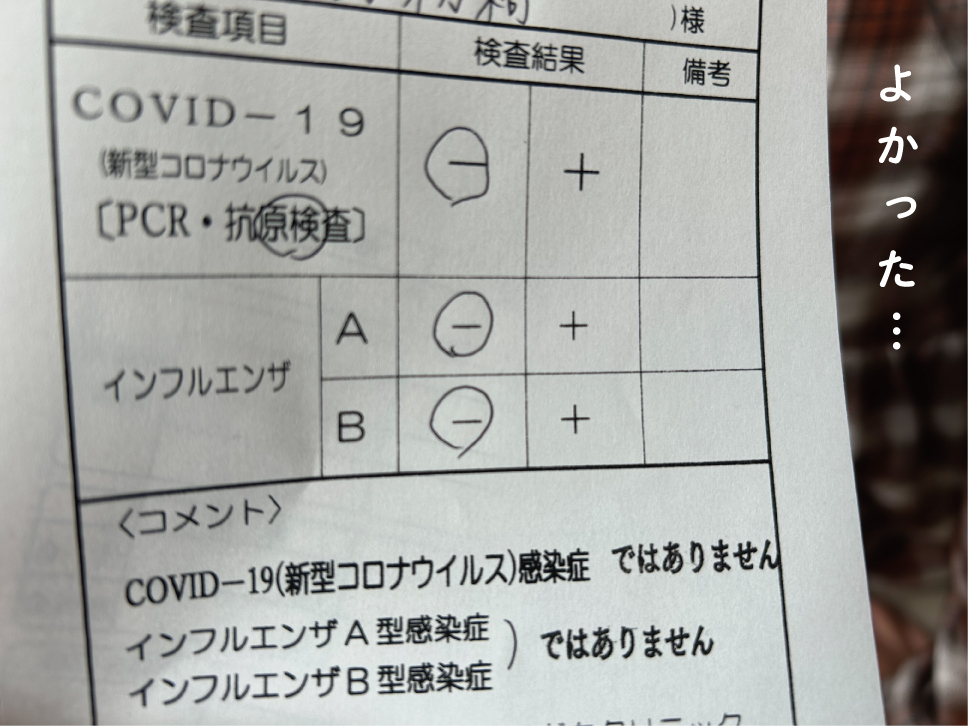 )様
検査項目 検査結果 備考
COVID－19
(新型コロナウイルス)
〔PCR・抗原検査〕
－ ＋
インフルエンザ
A － ＋
B － ＋
〈コメント〉
COVID－19(新型コロナウイルス)感染症 ではありません
インフルエンザA型感染症
インフルエンザB型感染症
) ではありません
よかった…